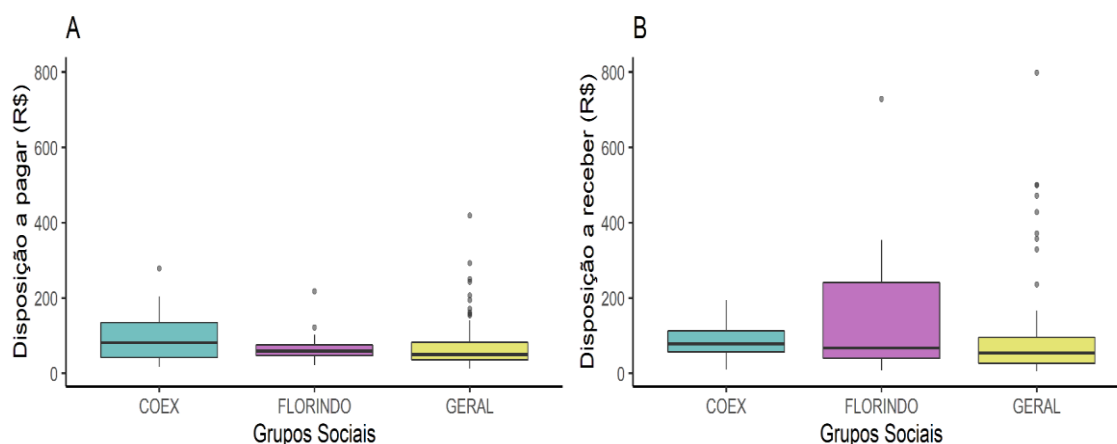 A
Disposição a pagar (R$)
800
600
400
200
0
COEX FLORINDO GERAL
Grupos Sociais
B
Disposição a receber (R$)
800
600
400
200
0
COEX FLORINDO GERAL
Grupos Sociais